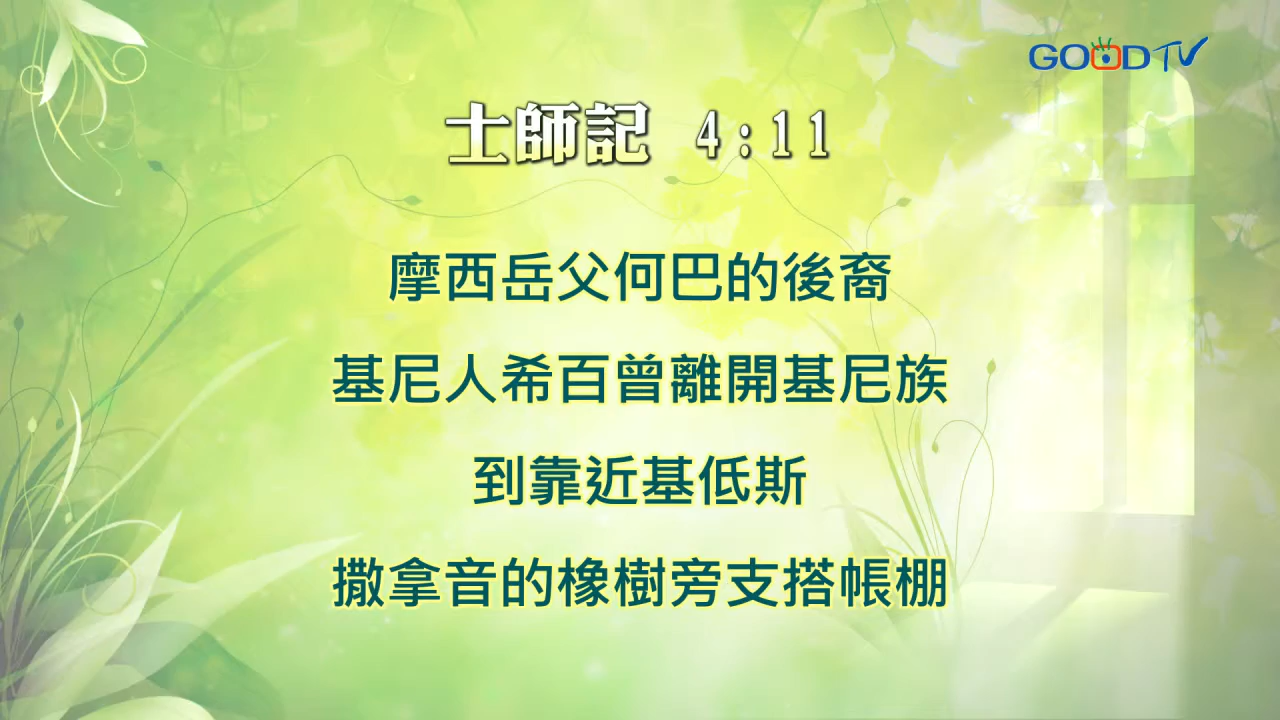 GOODTV
士師記 4:11
摩西岳父何巴的後裔
基尼人希百曾離開基尼族
到靠近基低斯
撒拿音的橡樹旁支搭帳棚